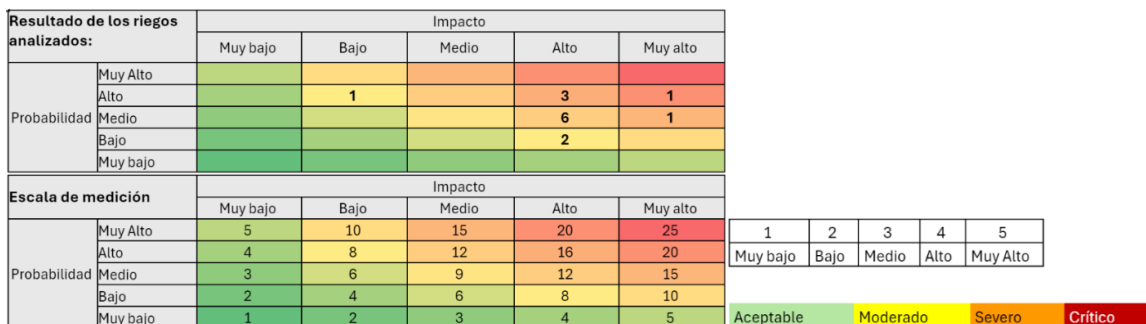 Resultado de los riegos analizados: Impacto
Muy bajo Bajo Medio Alto Muy alto
Probabilidad
Muy Alto
Alto 1 3 1
Medio 6 1
Bajo 2
Muy bajo
Escala de medición Impacto
Muy bajo Bajo Medio Alto Muy alto
Probabilidad
Muy Alto 5 10 15 20 25
Alto 4 8 12 16 20
Medio 3 6 9 12 15
Bajo 2 4 6 8 10
Muy bajo 1 2 3 4 5
1 2 3 4 5
Muy bajo Bajo Medio Alto Muy Alto
Aceptable Moderado Severo Crítico